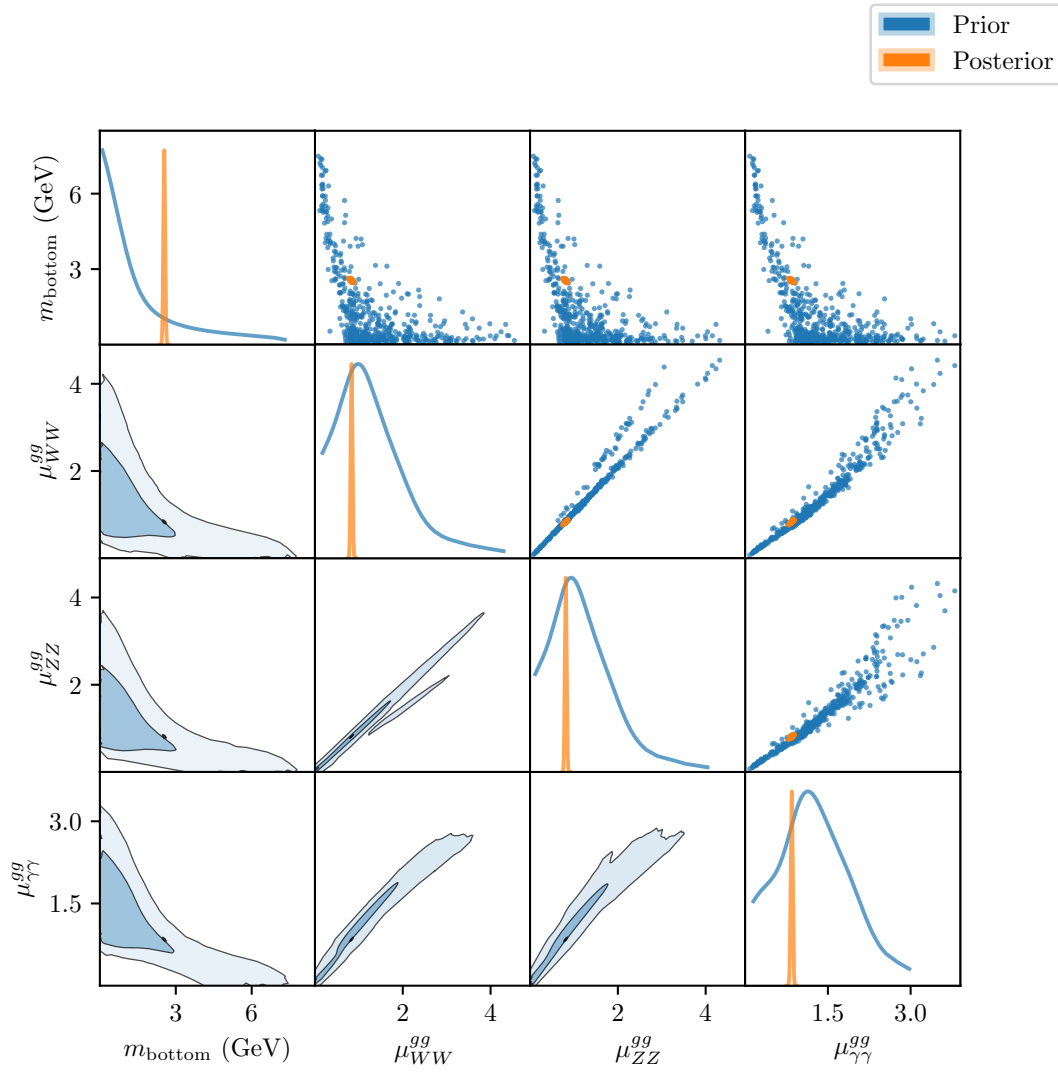 Prior
Posterior
m_bottom (GeV)
6
3
μ^gg_WW
4
2
μ^gg_ZZ
4
2
μ^gg_γγ
3.0
1.5
3 6
2 4
2 4
1.5 3.0
m_bottom (GeV)
μ^gg_WW
μ^gg_ZZ
μ^gg_γγ